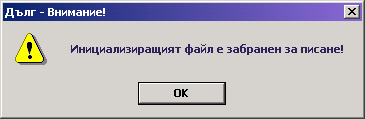 Дълг - Внимание!
Инициализиращият файл е забранен за писане!
OK